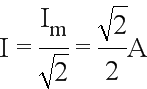 I = I_m/√2 = √2/2 A